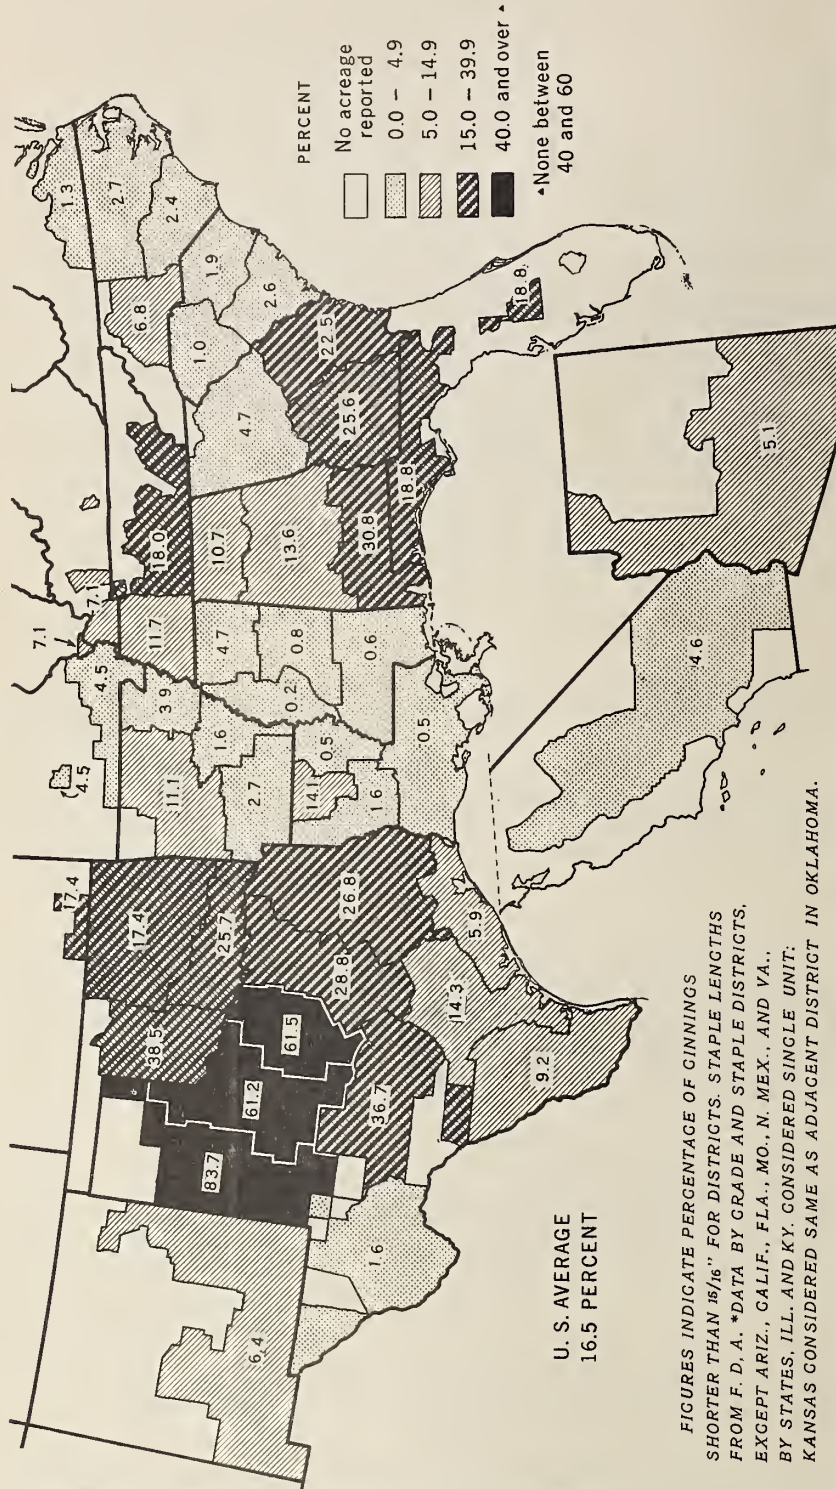 PERCENT
No acreage
reported
0.0 – 4.9
5.0 – 14.9
15.0 – 39.9
40.0 and over ▴
▴None between
40 and 60
1.3
2.7
2.4
6.8
1.9
1.0
2.6
4.7
22.5
25.6
18.8
18.8
18.0
10.7
13.6
30.8
7.1
7.1
11.7
4.7
0.8
0.6
4.5
4.5
3.9
0.2
1.6
0.5
11.1
2.7
14.1
1.6
0.5
17.4
17.4
25.7
26.8
38.5
28.8
5.9
61.5
14.3
61.2
36.7
9.2
83.7
1.6
6.4
4.6
5.1
U. S. AVERAGE
16.5 PERCENT
FIGURES INDICATE PERCENTAGE OF GINNINGS
SHORTER THAN 15/16" FOR DISTRICTS. STAPLE LENGTHS
FROM F. D. A. *DATA BY GRADE AND STAPLE DISTRICTS,
EXCEPT ARIZ., CALIF., FLA., MO., N. MEX., AND VA.,
BY STATES, ILL. AND KY. CONSIDERED SINGLE UNIT:
KANSAS CONSIDERED SAME AS ADJACENT DISTRICT IN OKLAHOMA.